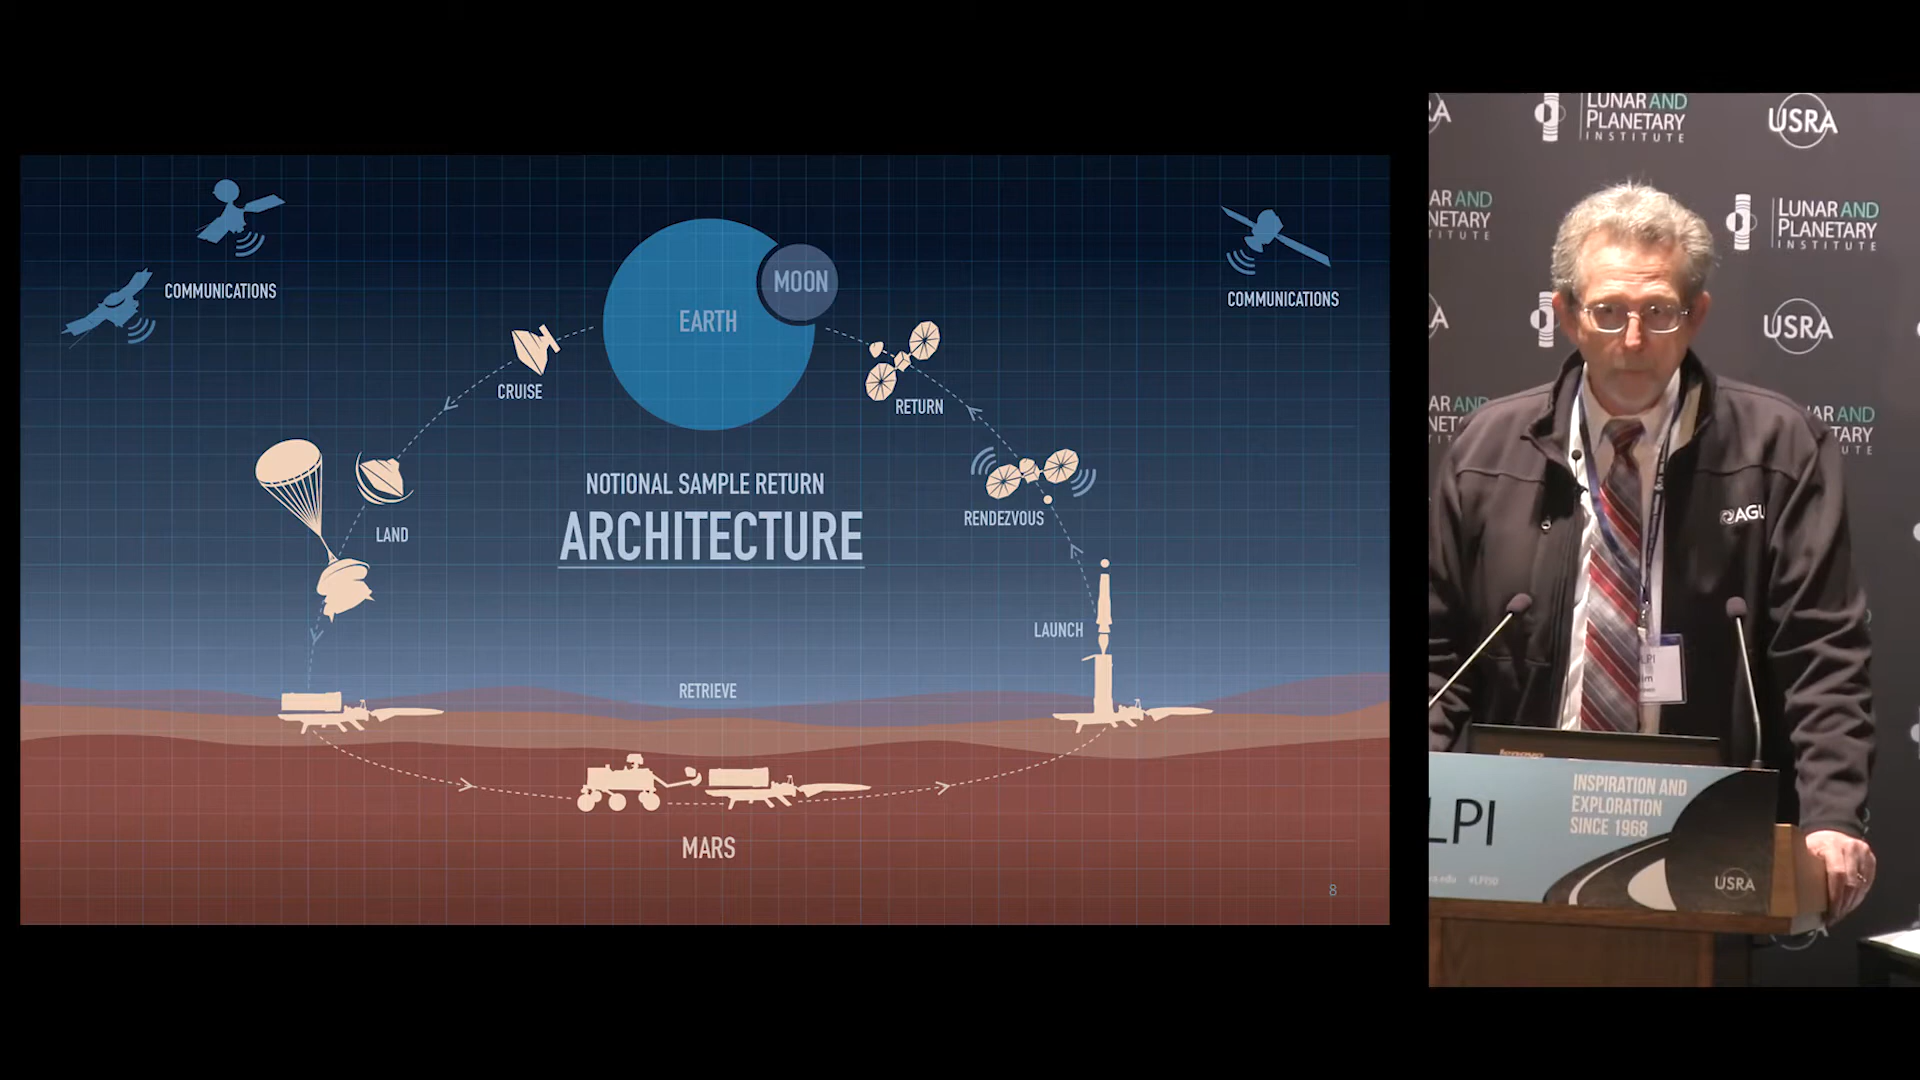 COMMUNICATIONS
COMMUNICATIONS
EARTH
MOON
CRUISE
RETURN
LAND
NOTIONAL SAMPLE RETURN
ARCHITECTURE
RENDEZVOUS
LAUNCH
RETRIEVE
MARS
8
LUNAR AND
PLANETARY
INSTITUTE
USRA
LUNAR AND
PLANETARY
INSTITUTE
USRA
AGU
lenovo
LPI
INSPIRATION AND
EXPLORATION
SINCE 1968
USRA